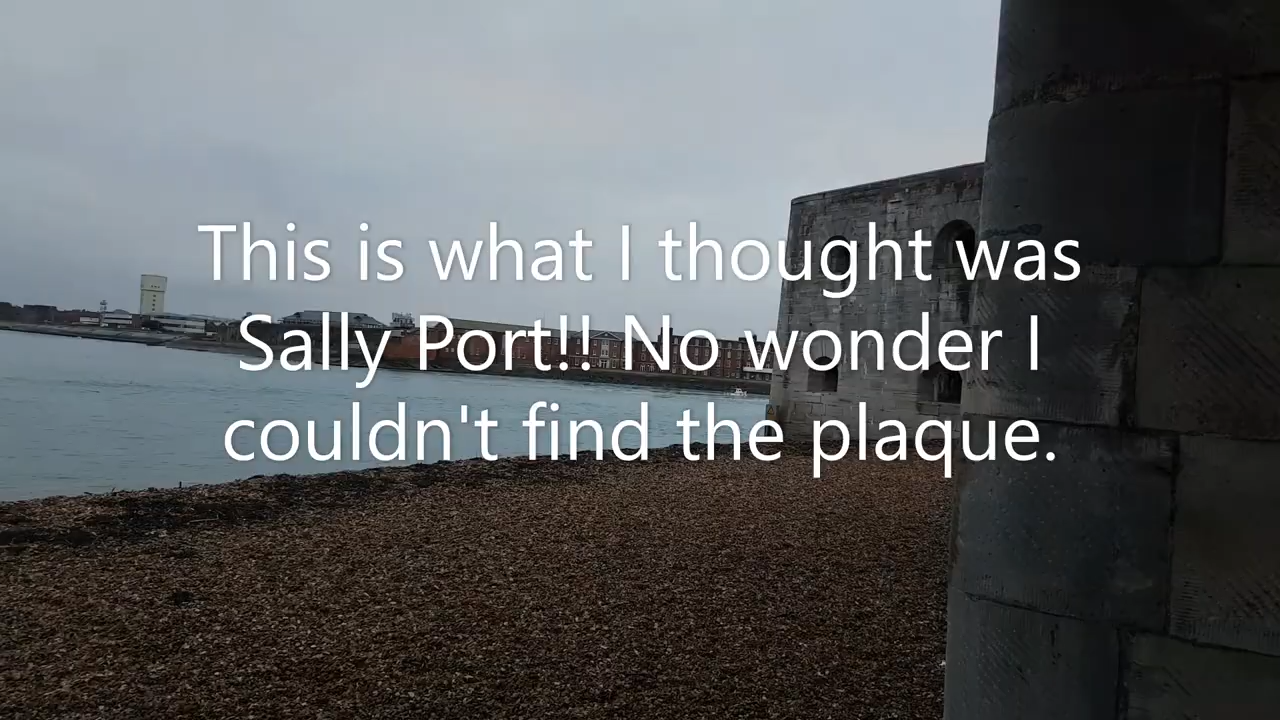 This is what I thought was
Sally Port!! No wonder I
couldn't find the plaque.